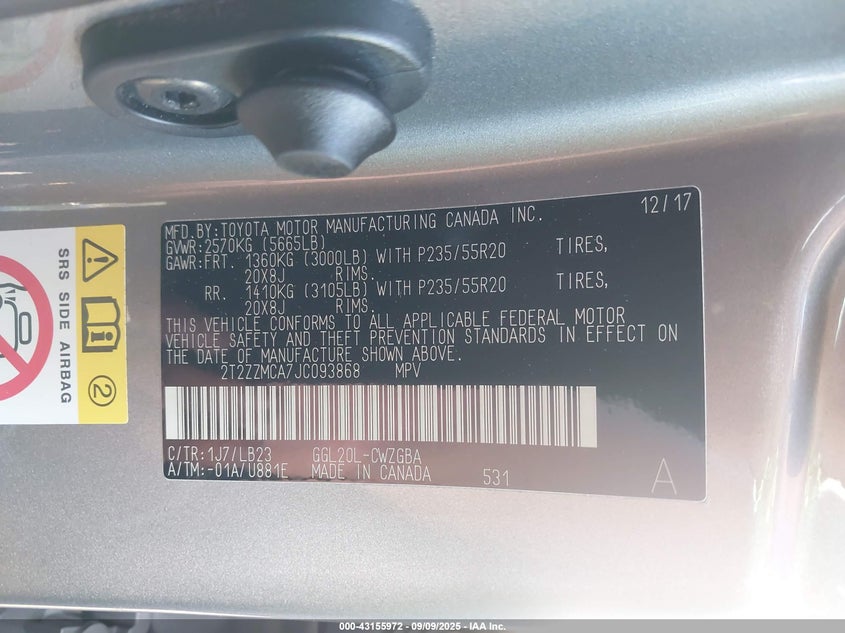 MFD.BY:TOYOTA MOTOR MANUFACTURING CANADA INC. 12/17
GVWR:2570KG (5665LB)
GAWR:FRT. 1360KG (3000LB) WITH P235/55R20 TIRES,
20X8J RIMS.
RR. 1410KG (3105LB) WITH P235/55R20 TIRES,
20X8J RIMS.
THIS VEHICLE CONFORMS TO ALL APPLICABLE FEDERAL MOTOR
VEHICLE SAFETY AND THEFT PREVENTION STANDARDS IN EFFECT ON
THE DATE OF MANUFACTURE SHOWN ABOVE.
2T2ZZMCA7JC093868 MPV
C/TR:1J7/LB23 GGL20L-CWZGBA
A/TM:-01A/U881E MADE IN CANADA 531 A
SRS SIDE AIRBAG
2
000-43155972 - 09/09/2025 - IAA Inc.